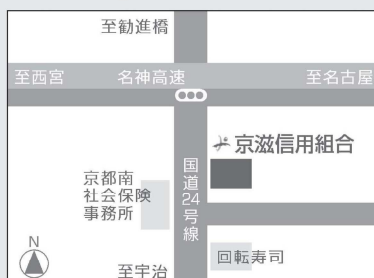 至勧進橋
至西宮 名神高速 至名古屋
京滋信用組合
国道24号線
京都南
社会保険
事務所
回転寿司
N
至宇治